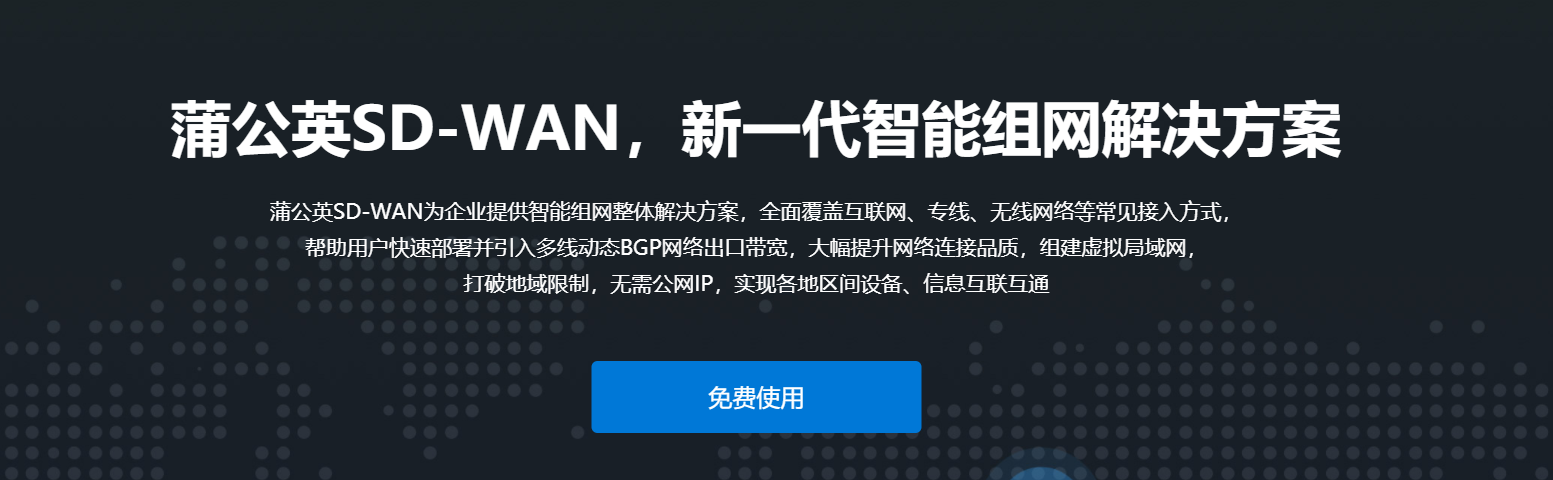 蒲公英SD-WAN，新一代智能组网解决方案
蒲公英SD-WAN为企业提供智能组网整体解决方案，全面覆盖互联网、专线、无线网络等常见接入方式，
帮助用户快速部署并引入多线动态BGP网络出口带宽，大幅提升网络连接品质，组建虚拟局域网，
打破地域限制，无需公网IP，实现各地区间设备、信息互联互通
免费使用